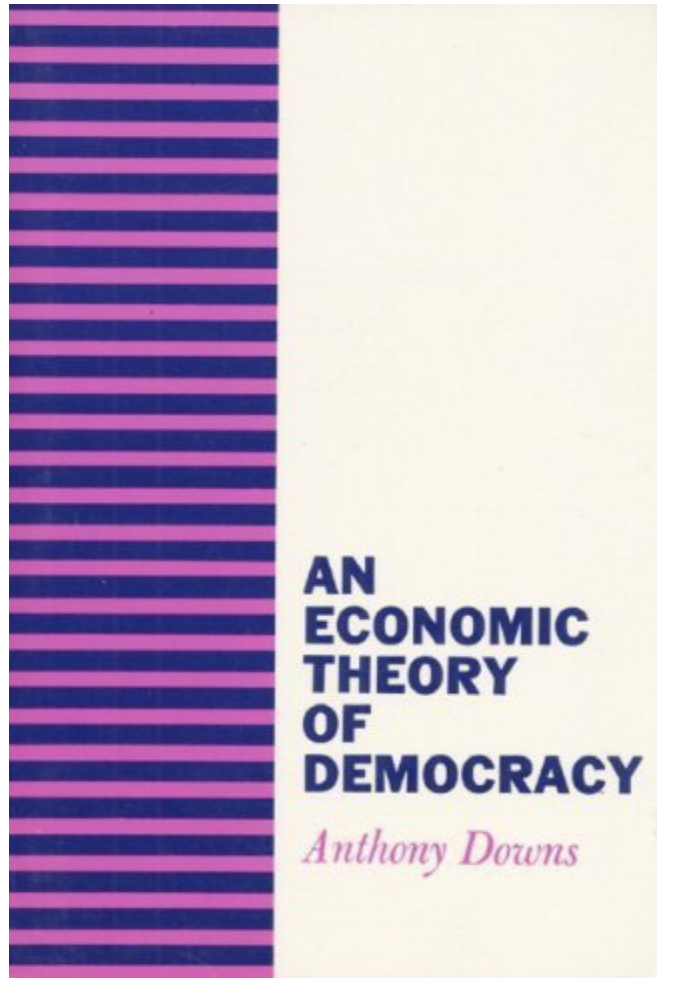 AN
ECONOMIC
THEORY
OF
DEMOCRACY
Anthony Downs